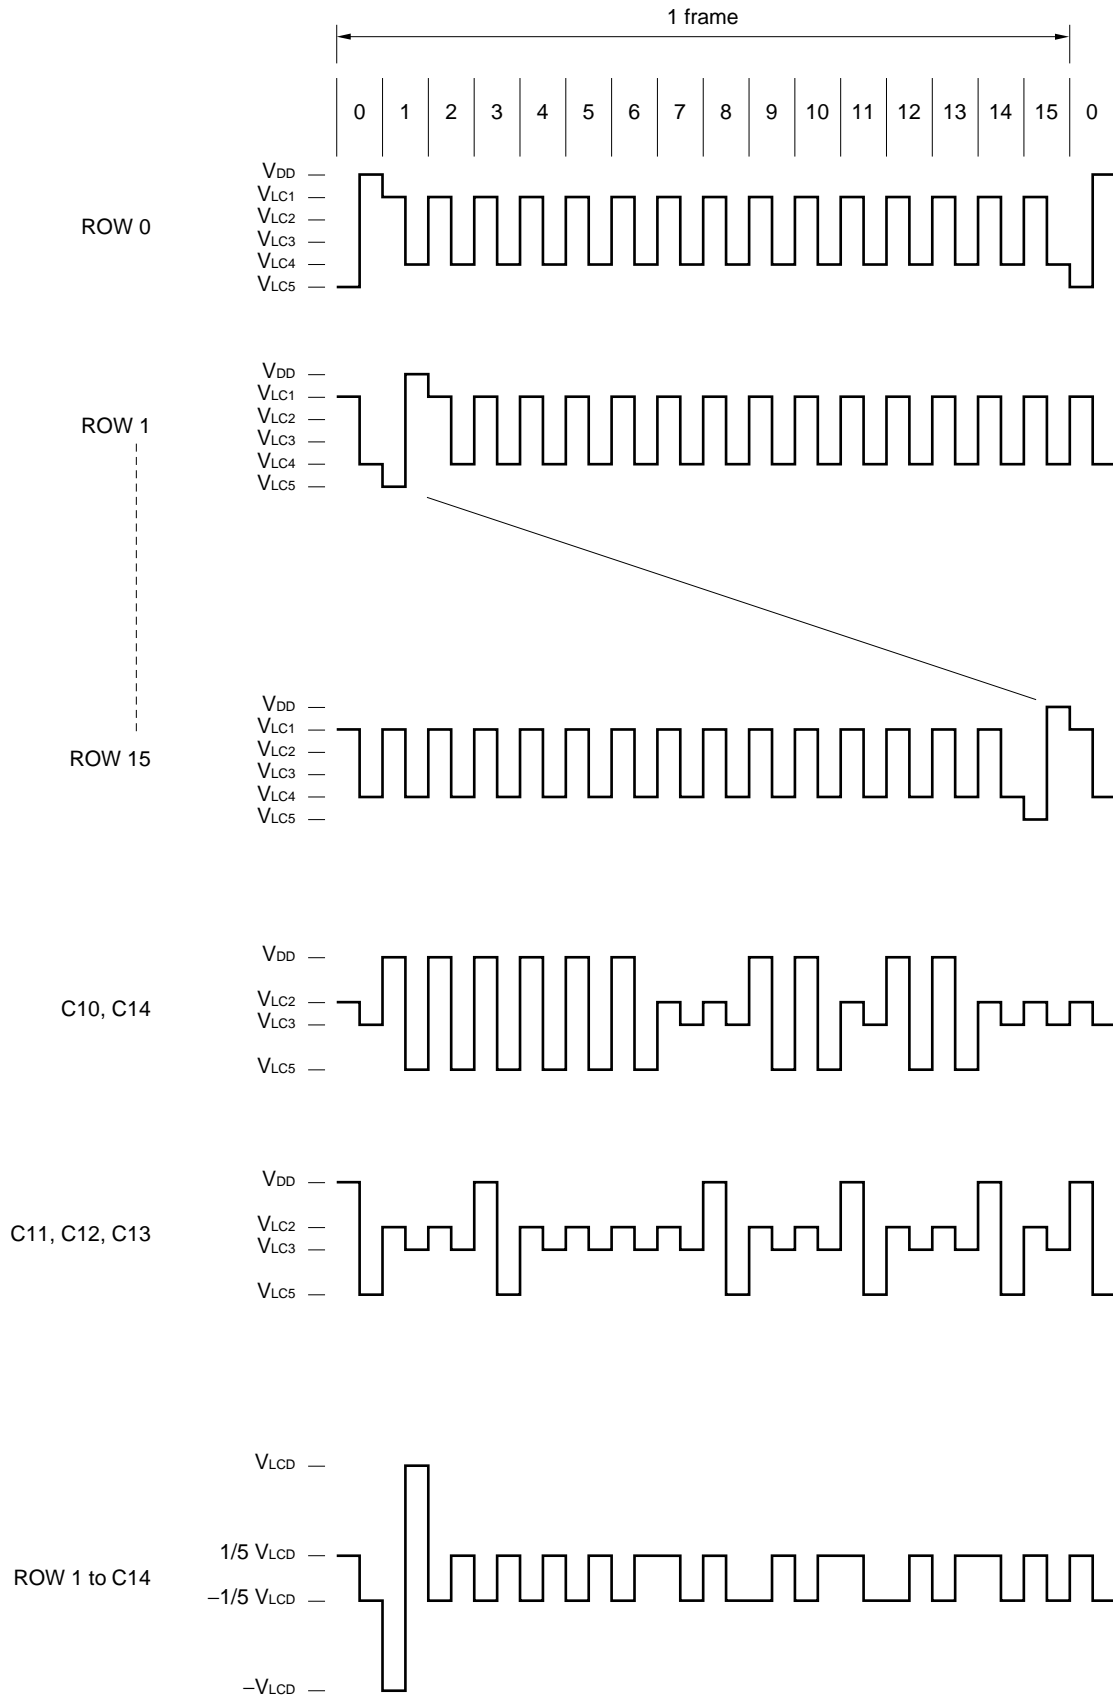 1 frame
0 1 2 3 4 5 6 7 8 9 10 11 12 13 14 15 0
ROW 0
VDD
VLC1
VLC2
VLC3
VLC4
VLC5
ROW 1
VDD
VLC1
VLC2
VLC3
VLC4
VLC5
ROW 15
VDD
VLC1
VLC2
VLC3
VLC4
VLC5
C10, C14
VDD
VLC2
VLC3
VLC5
C11, C12, C13
VDD
VLC2
VLC3
VLC5
ROW 1 to C14
VLCD
1/5 VLCD
−1/5 VLCD
−VLCD